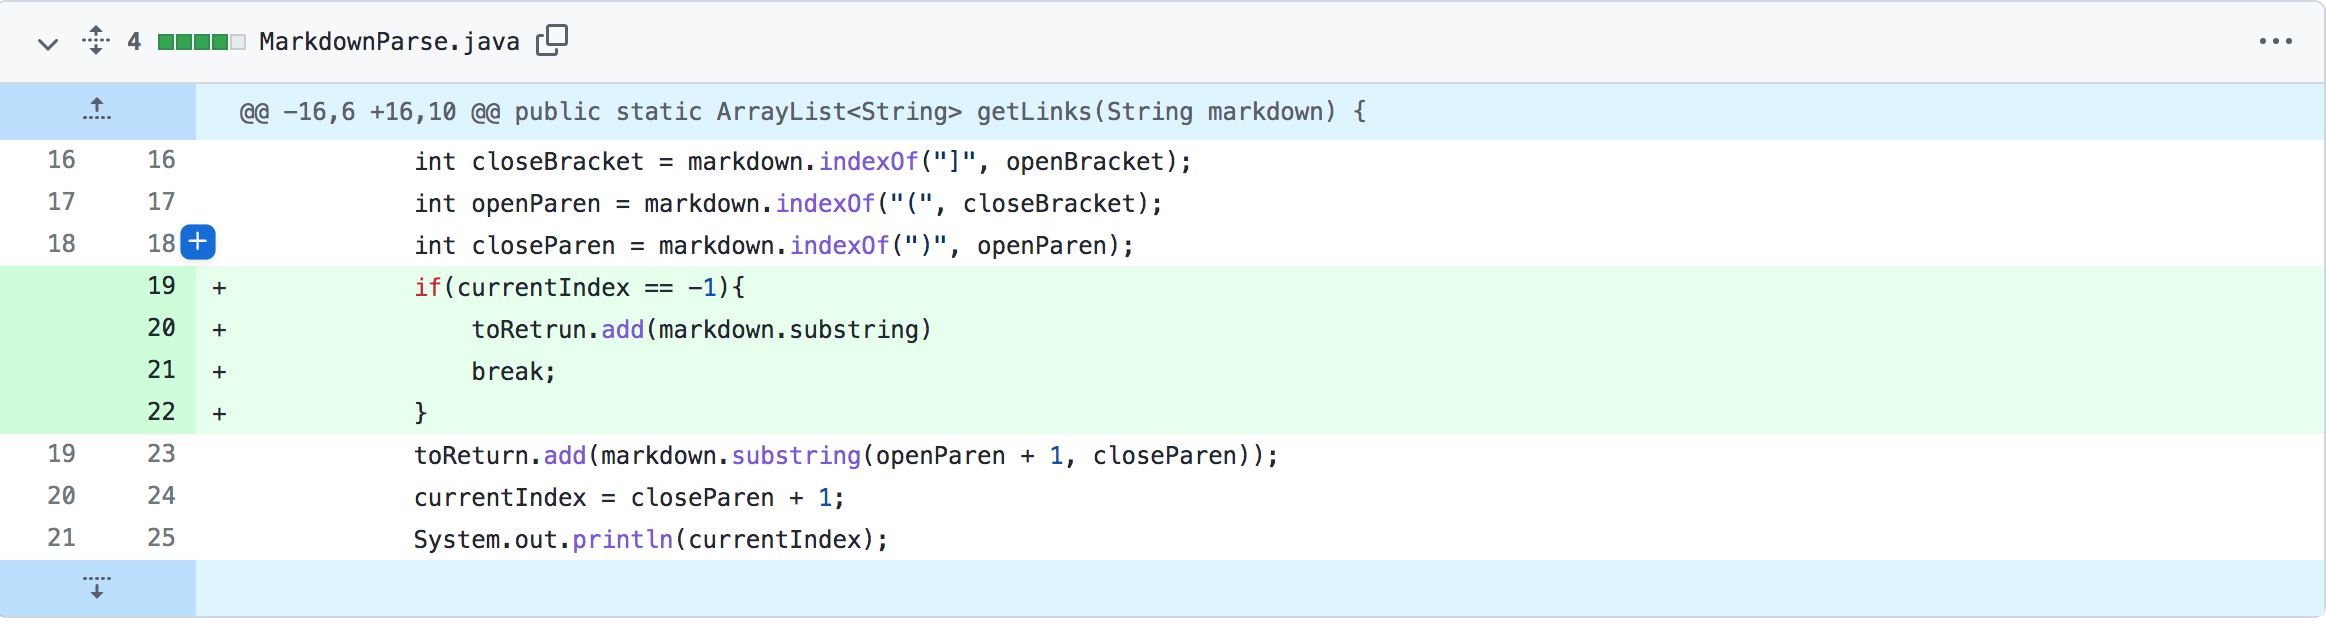 4 MarkdownParse.java
@@ -16,6 +16,10 @@ public static ArrayList<String> getLinks(String markdown) {
16 16 int closeBracket = markdown.indexOf("]", openBracket);
17 17 int openParen = markdown.indexOf("(", closeBracket);
18 18 + int closeParen = markdown.indexOf(")", openParen);
19 + if(currentIndex == -1){
20 + toRetrun.add(markdown.substring)
21 + break;
22 + }
19 23 toReturn.add(markdown.substring(openParen + 1, closeParen));
20 24 currentIndex = closeParen + 1;
21 25 System.out.println(currentIndex);